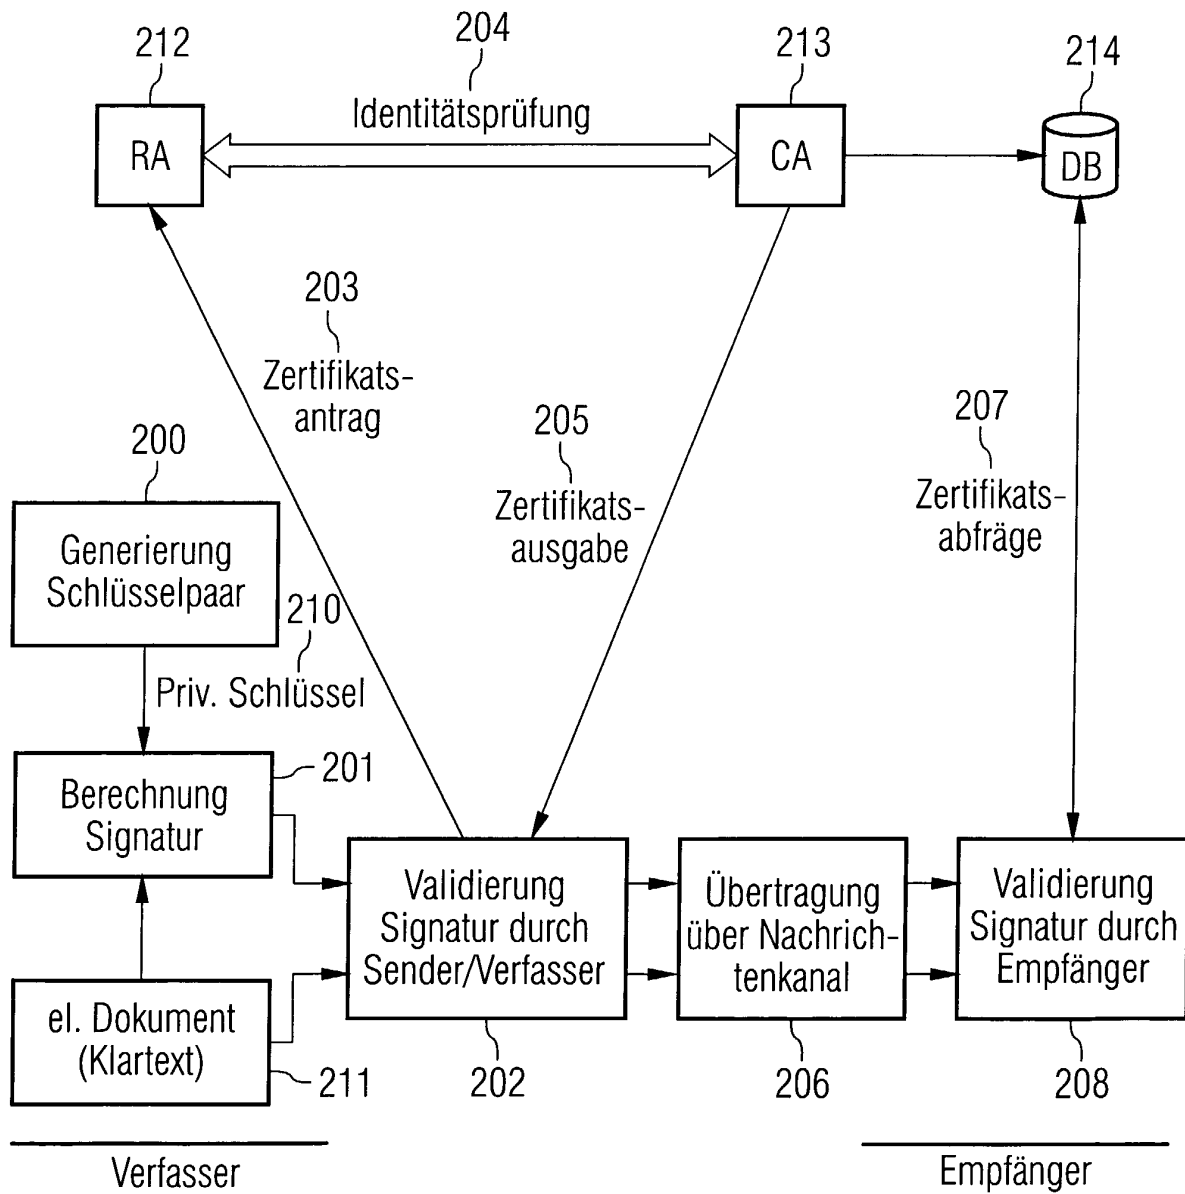 212
204
213
214
Identitätsprüfung
RA
CA
DB
203
Zertifikats-
antrag
205
Zertifikats-
ausgabe
207
Zertifikats-
abfräge
200
Generierung
Schlüsselpaar
210
Priv. Schlüssel
201
Berechnung
Signatur
Validierung
Signatur durch
Sender/Verfasser
Übertragung
über Nachrich-
tenkanal
Validierung
Signatur durch
Empfänger
el. Dokument
(Klartext)
211
202
206
208
Verfasser
Empfänger